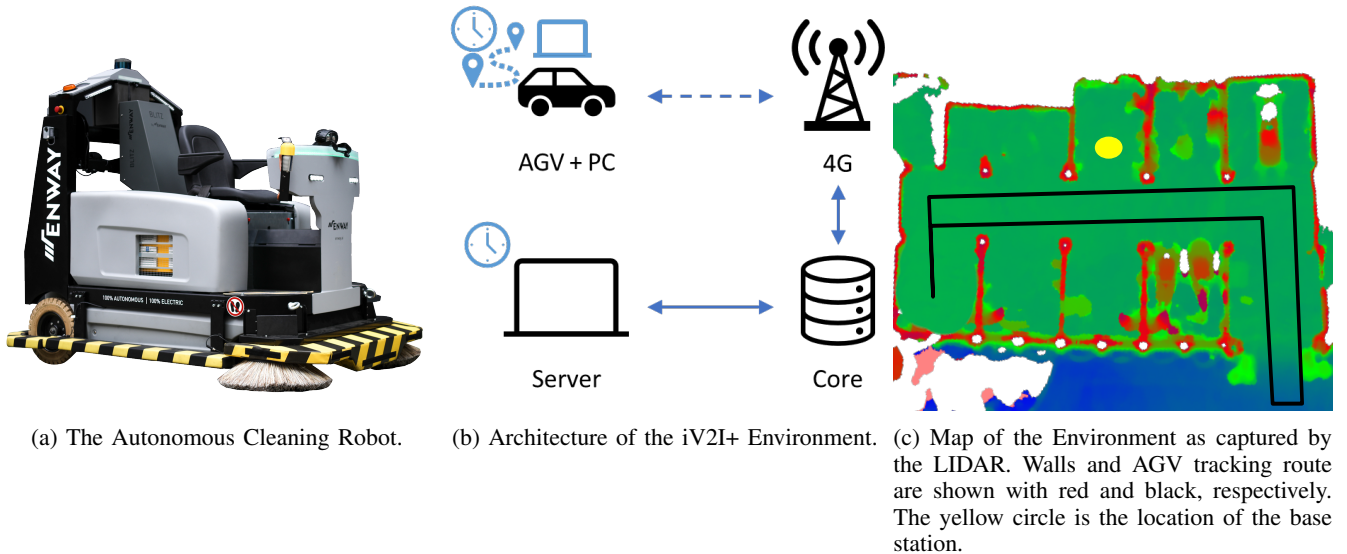 ENWAY
BLITZ
ENWAY
100% AUTONOMOUS | 100% ELECTRIC
AGV + PC
4G
Server
Core
(a) The Autonomous Cleaning Robot.
(b) Architecture of the iV2I+ Environment.
(c) Map of the Environment as captured by
the LIDAR. Walls and AGV tracking route
are shown with red and black, respectively.
The yellow circle is the location of the base
station.